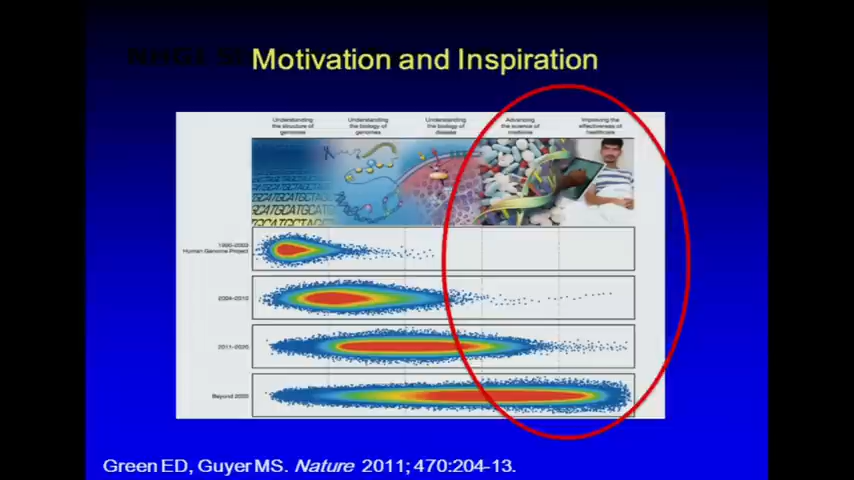 Motivation and Inspiration
Understanding the structure of genomes
Understanding the biology of genomes
Understanding the biology of disease
Advancing the science of medicine
Improving the effectiveness of healthcare
1990-2003
Human Genome Project
2004-2010
2011-2020
Beyond 2020
Green ED, Guyer MS. Nature 2011; 470:204-13.